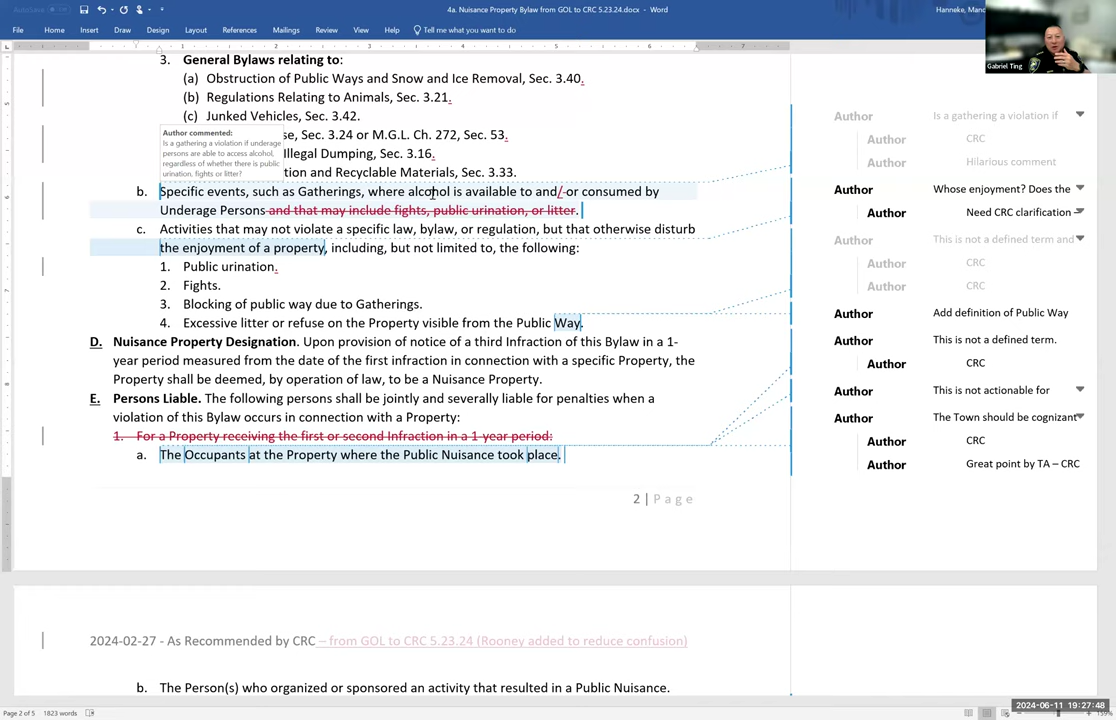 4a. Nuisance Property Bylaw from GOL to CRC 5.23.24.docx - Word
File Home Insert Draw Design Layout References Mailings Review View Help Tell me what you want to do
Gabriel Ting
3. General Bylaws relating to:
(a) Obstruction of Public Ways and Snow and Ice Removal, Sec. 3.40.
(b) Regulations Relating to Animals, Sec. 3.21.
(c) Junked Vehicles, Sec. 3.42.
Author commented:
Is a gathering a violation if underage
persons are able to access alcohol,
regardless of whether there is public
urination, fights or litter?
se, Sec. 3.24 or M.G.L. Ch. 272, Sec. 53.
Illegal Dumping, Sec. 3.16.
tion and Recyclable Materials, Sec. 3.33.
b. Specific events, such as Gatherings, where alcohol is available to and/ or consumed by
Underage Persons and that may include fights, public urination, or litter.
c. Activities that may not violate a specific law, bylaw, or regulation, but that otherwise disturb
the enjoyment of a property, including, but not limited to, the following:
1. Public urination.
2. Fights.
3. Blocking of public way due to Gatherings.
4. Excessive litter or refuse on the Property visible from the Public Way.
D. Nuisance Property Designation. Upon provision of notice of a third Infraction of this Bylaw in a 1-
year period measured from the date of the first infraction in connection with a specific Property, the
Property shall be deemed, by operation of law, to be a Nuisance Property.
E. Persons Liable. The following persons shall be jointly and severally liable for penalties when a
violation of this Bylaw occurs in connection with a Property:
1. For a Property receiving the first or second Infraction in a 1-year period:
a. The Occupants at the Property where the Public Nuisance took place.
2 | Page
2024-02-27 - As Recommended by CRC – from GOL to CRC 5.23.24 (Rooney added to reduce confusion)
b. The Person(s) who organized or sponsored an activity that resulted in a Public Nuisance.
Author Is a gathering a violation if
Author CRC
Author Hilarious comment
Author Whose enjoyment? Does the
Author Need CRC clarification –
Author This is not a defined term and
Author CRC
Author CRC
Author Add definition of Public Way
Author This is not a defined term.
Author CRC
Author This is not actionable for
Author The Town should be cognizant
Author CRC
Author Great point by TA – CRC
Page 2 of 5 1823 words
2024-06-11 19:27:48